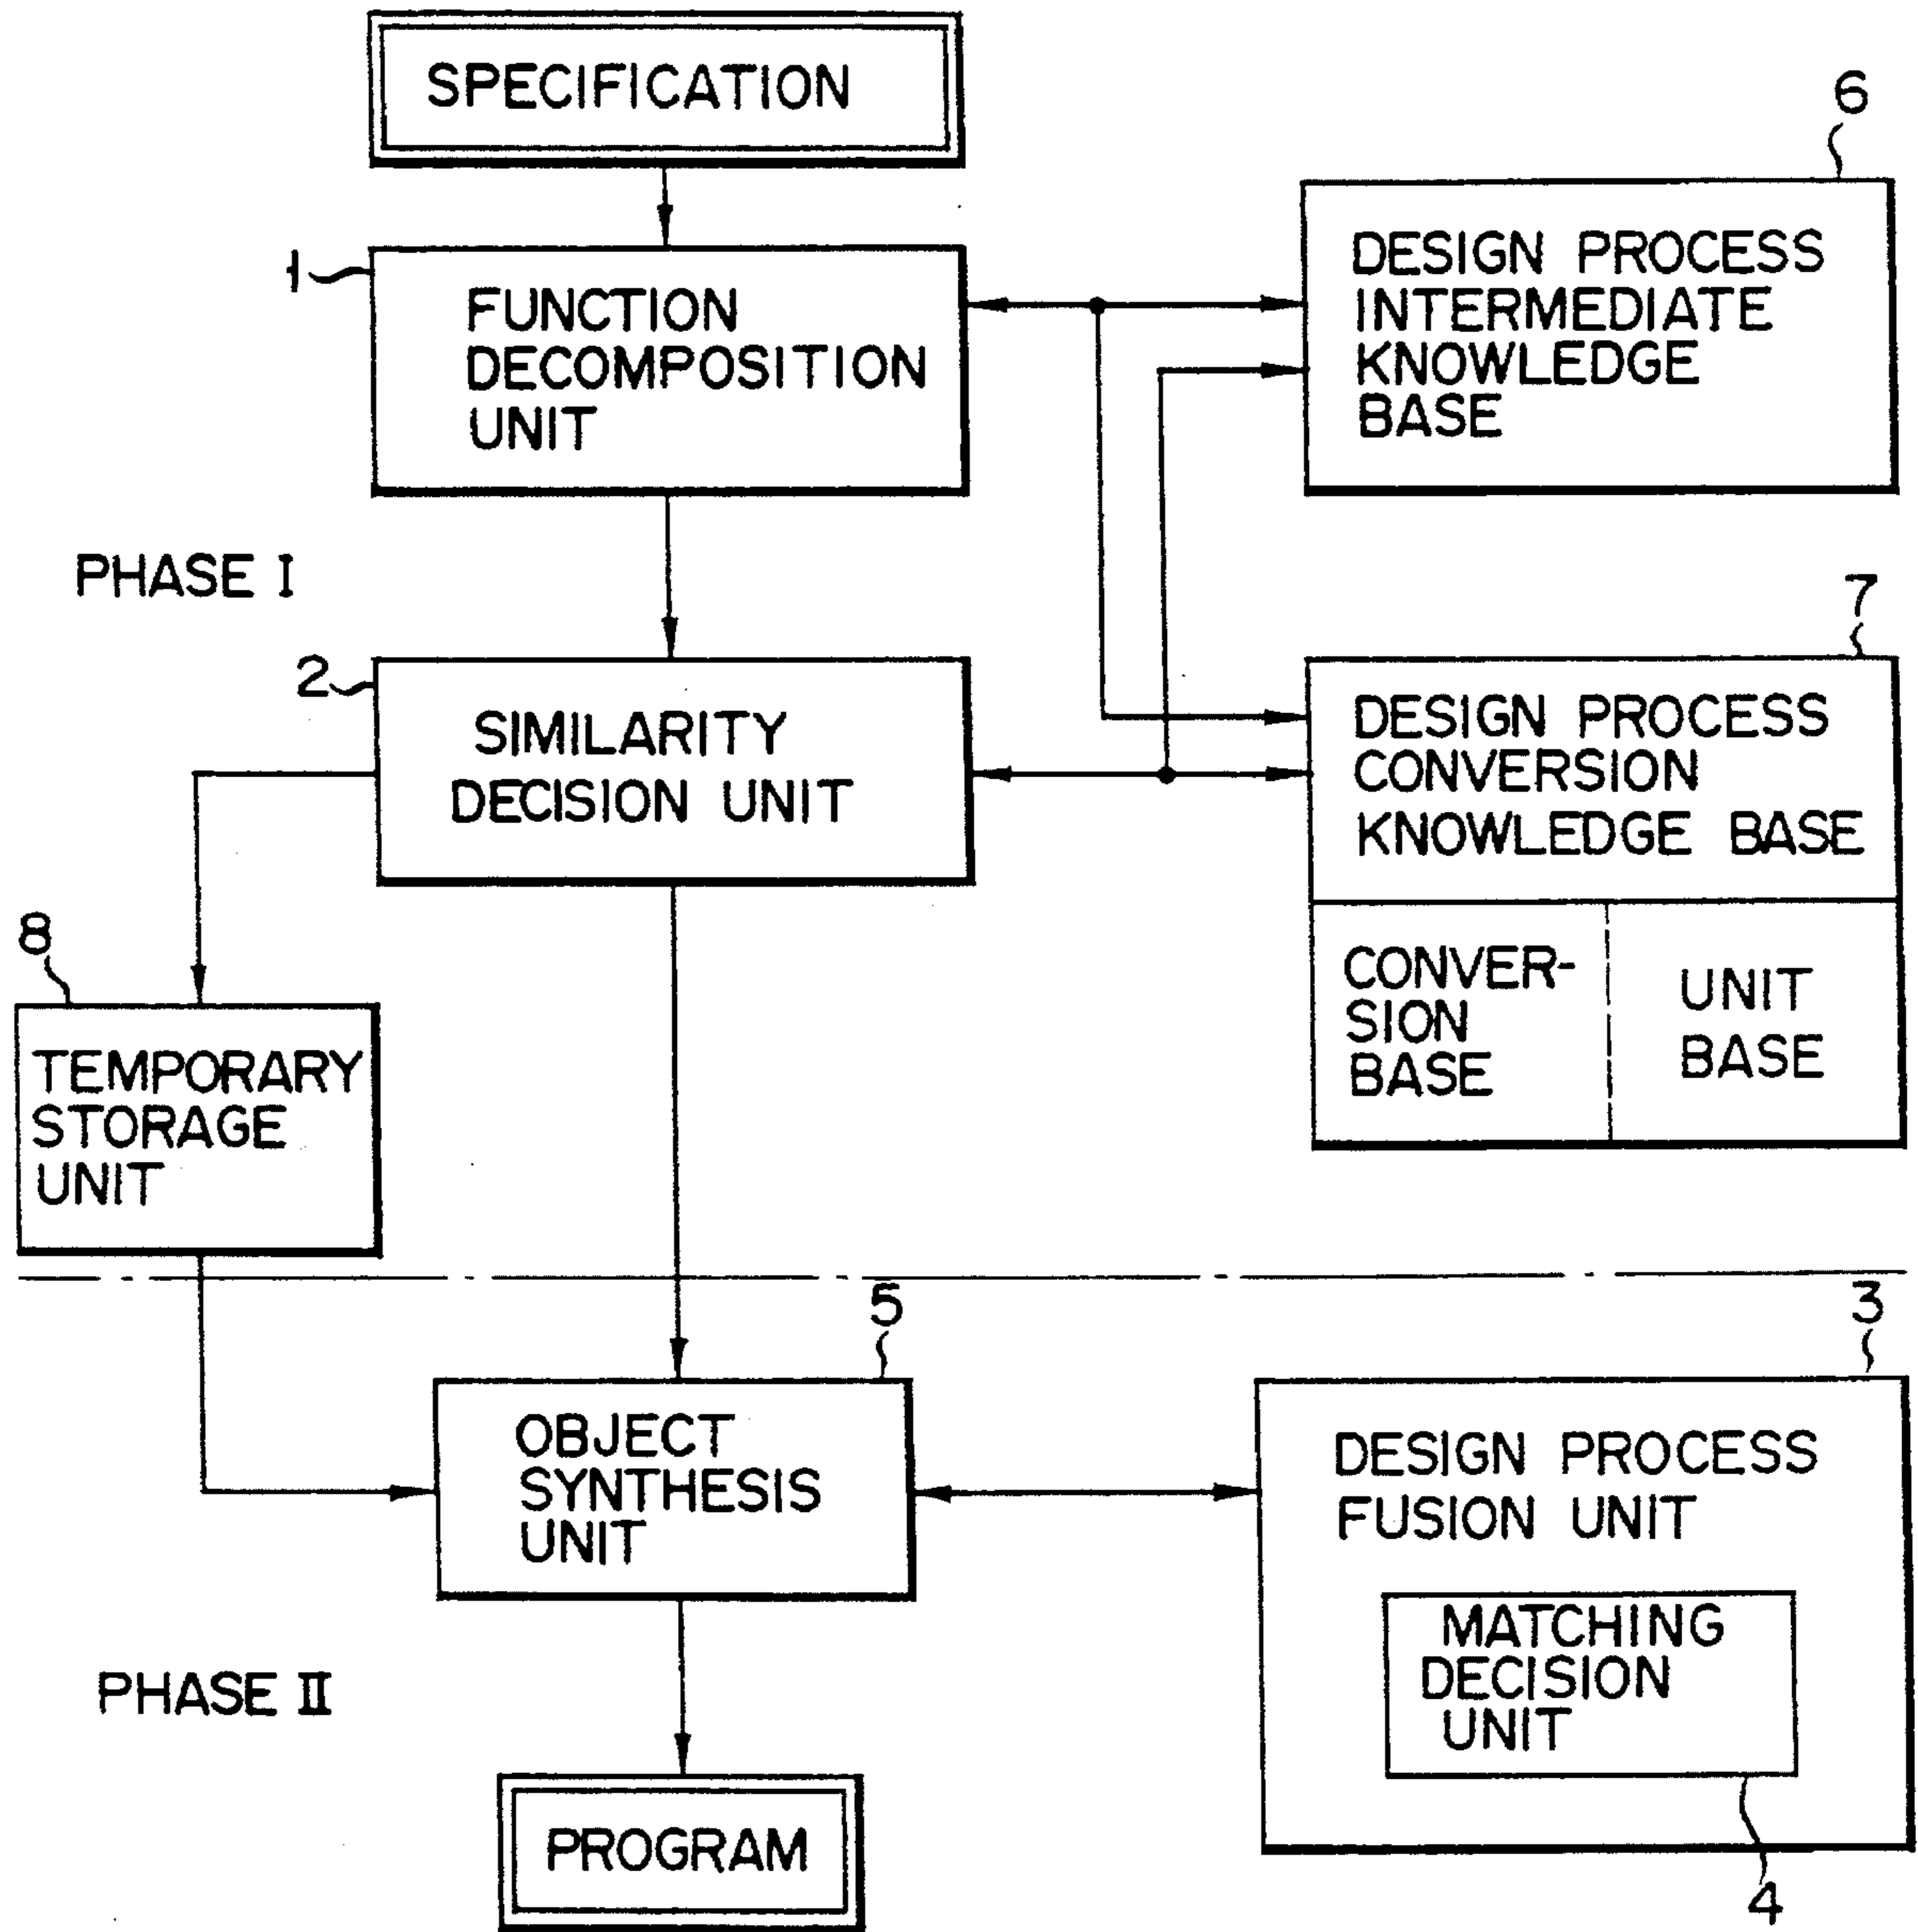 SPECIFICATION
6
1
FUNCTION
DECOMPOSITION
UNIT
DESIGN PROCESS
INTERMEDIATE
KNOWLEDGE
BASE
PHASE I
2
SIMILARITY
DECISION UNIT
7
DESIGN PROCESS
CONVERSION
KNOWLEDGE BASE
CONVER-
SION
BASE
UNIT
BASE
8
TEMPORARY
STORAGE
UNIT
5
OBJECT
SYNTHESIS
UNIT
3
DESIGN PROCESS
FUSION UNIT
MATCHING
DECISION
UNIT
4
PHASE II
PROGRAM